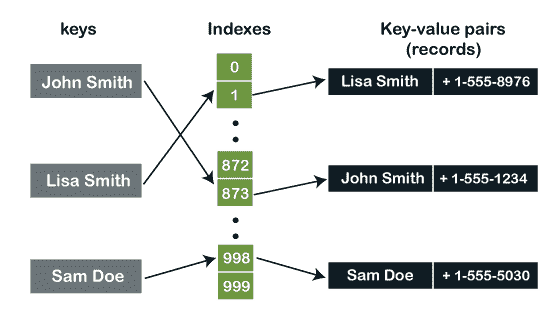 keys
Indexes
Key-value pairs
(records)
John Smith
Lisa Smith
Sam Doe
0
1
872
873
998
999
Lisa Smith + 1-555-8976
John Smith + 1-555-1234
Sam Doe + 1-555-5030